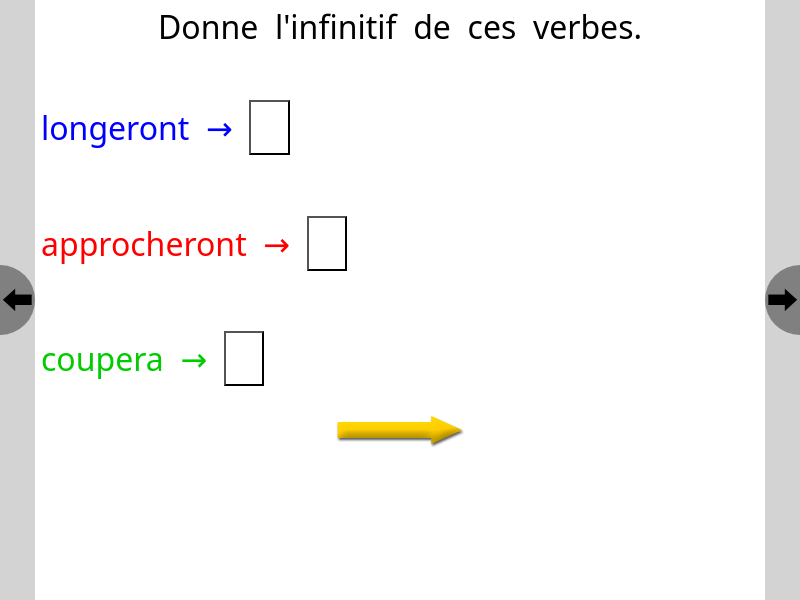 Donne l'infinitif de ces verbes.
longeront →
approcheront →
coupera →